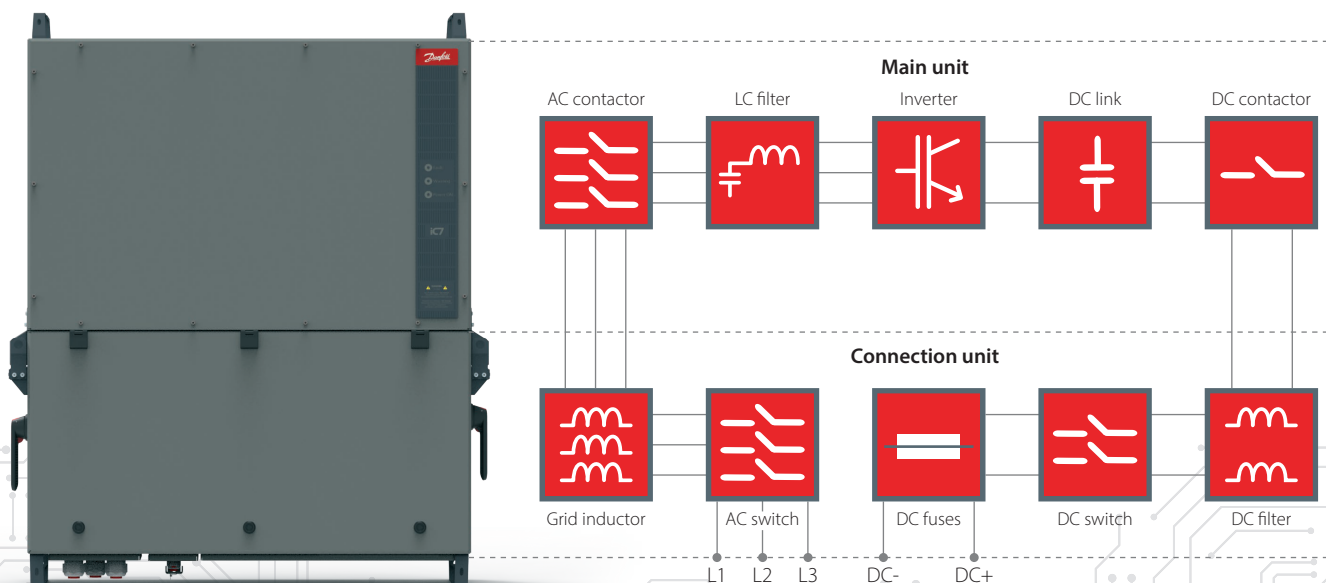 Danfoss
iC7
Main unit
AC contactor
LC filter
Inverter
DC link
DC contactor
Connection unit
Grid inductor
AC switch
DC fuses
DC switch
DC filter
L1
L2
L3
DC-
DC+